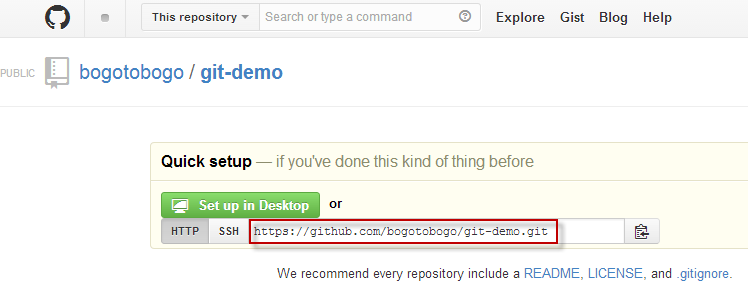 This repository Search or type a command Explore Gist Blog Help
PUBLIC bogotobogo / git-demo
Quick setup — if you've done this kind of thing before
Set up in Desktop or
HTTP SSH https://github.com/bogotobogo/git-demo.git
We recommend every repository include a README, LICENSE, and .gitignore.